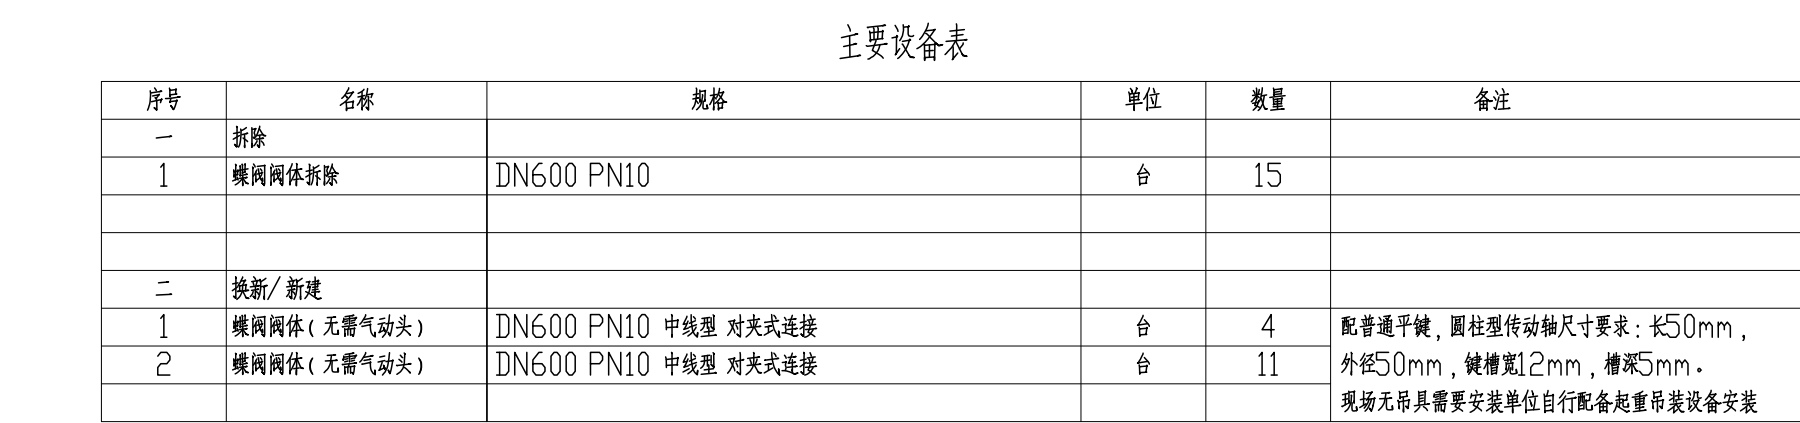 主要设备表
序号 名称 规格 单位 数量 备注
一 拆除
1 蝶阀阀体拆除 DN600 PN10 台 15
二 换新/新建
1 蝶阀阀体(无需气动头) DN600 PN10 中线型 对夹式连接 台 4 配普通平键,圆柱型传动轴尺寸要求:长50mm,
2 蝶阀阀体(无需气动头) DN600 PN10 中线型 对夹式连接 台 11 外径50mm,键槽宽12mm,槽深5mm。
现场无吊具需要安装单位自行配备起重吊装设备安装